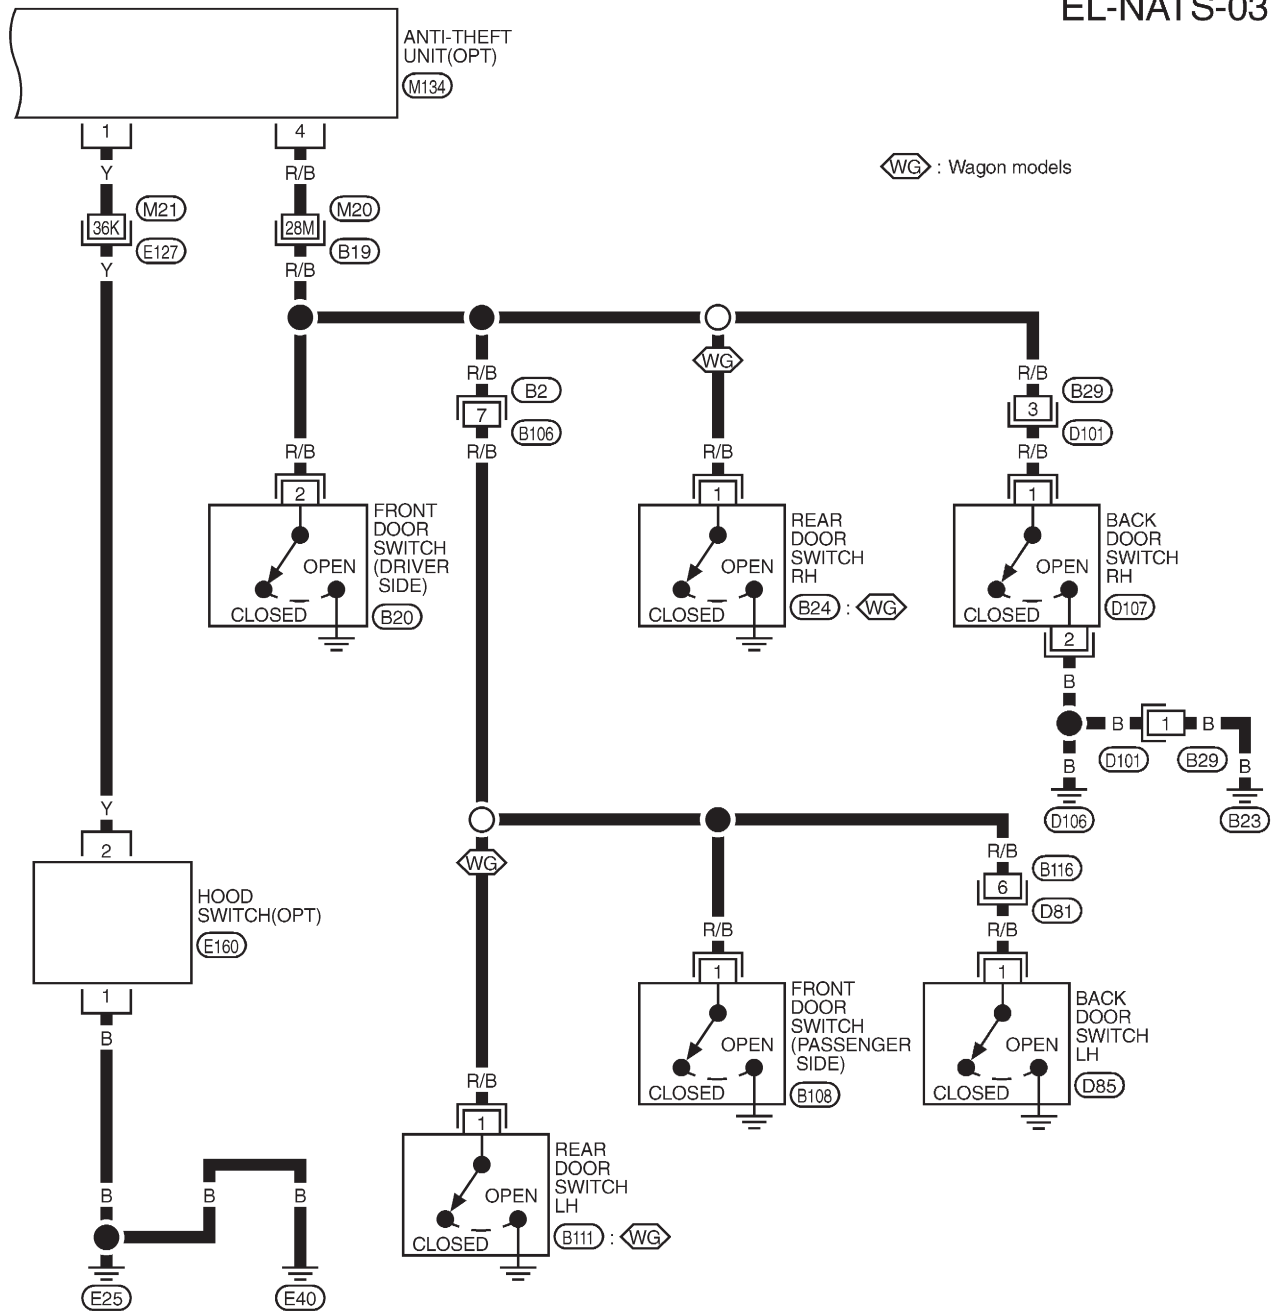 EL-NATS-03
ANTI-THEFT
UNIT(OPT)
M134
1
4
Y
R/B
WG : Wagon models
36K
M21
E127
28M
M20
B19
Y
R/B
WG
R/B
B2
7
B106
R/B
R/B
B29
3
D101
R/B
R/B
R/B
2
FRONT
DOOR
SWITCH
(DRIVER
SIDE)
OPEN
CLOSED
B20
1
REAR
DOOR
SWITCH
RH
OPEN
CLOSED
B24 : WG
1
BACK
DOOR
SWITCH
RH
OPEN
CLOSED
D107
2
B
B
1
B
D101
B29
B
B
D106
B23
Y
2
HOOD
SWITCH(OPT)
E160
1
B
WG
R/B
B116
6
D81
R/B
R/B
1
FRONT
DOOR
SWITCH
(PASSENGER
SIDE)
OPEN
CLOSED
B108
1
BACK
DOOR
SWITCH
LH
OPEN
CLOSED
D85
R/B
1
REAR
DOOR
SWITCH
LH
OPEN
CLOSED
B111 : WG
B
B
B
E25
E40